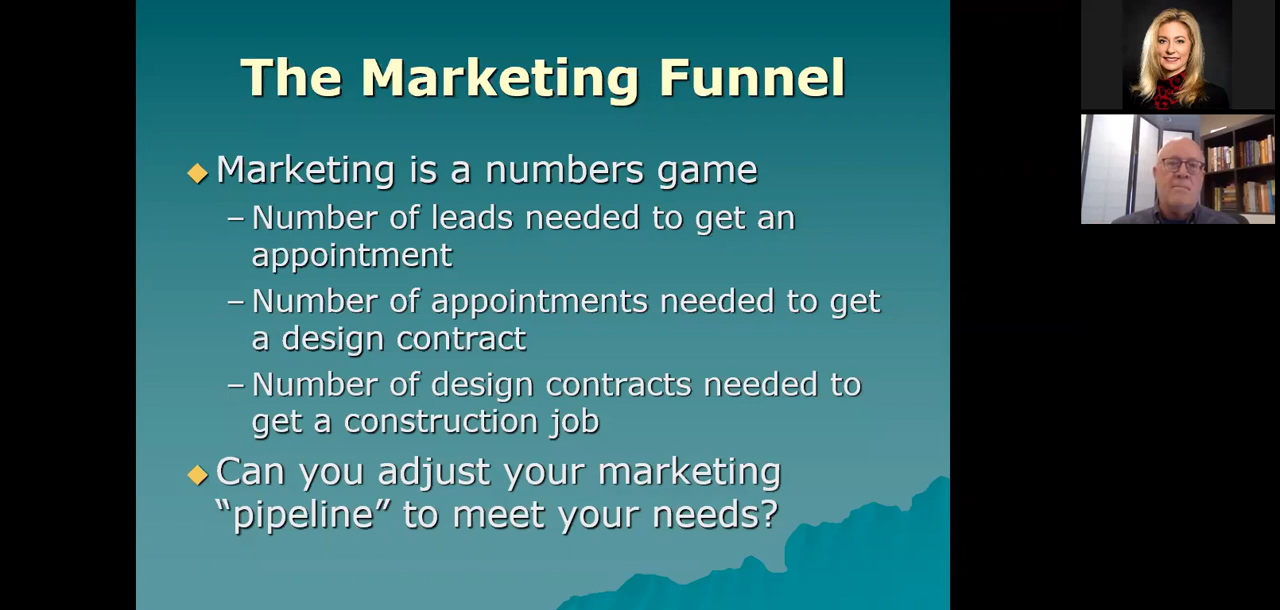 The Marketing Funnel
Marketing is a numbers game
– Number of leads needed to get an
appointment
– Number of appointments needed to get
a design contract
– Number of design contracts needed to
get a construction job
Can you adjust your marketing
“pipeline” to meet your needs?